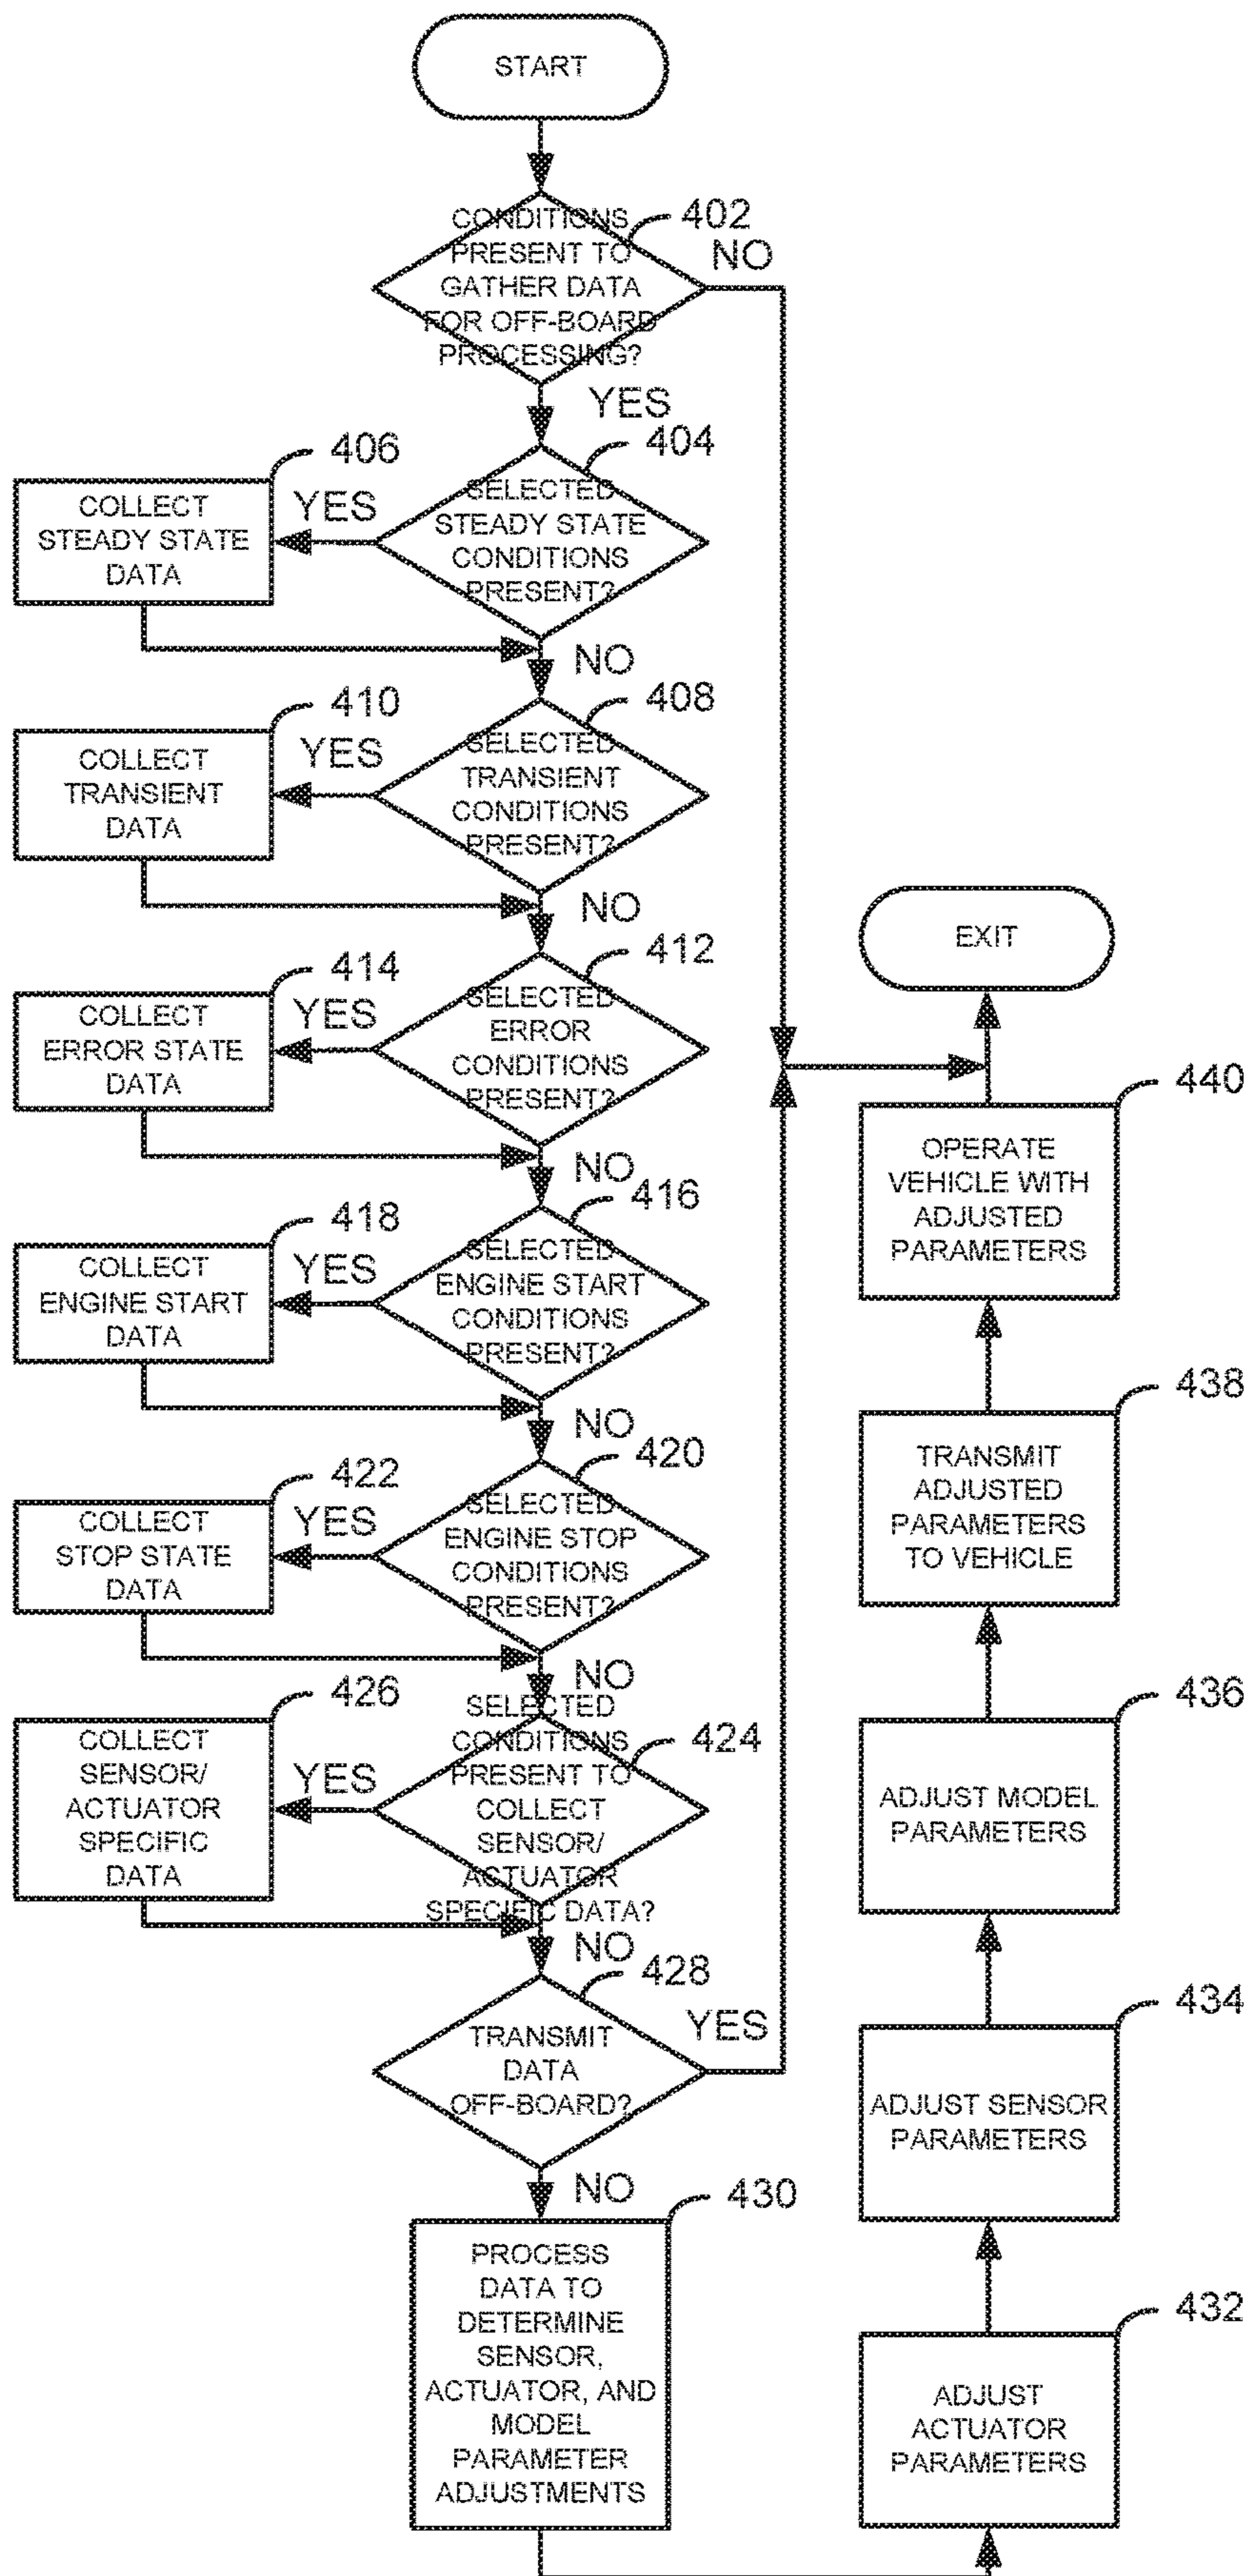 START
CONDITIONS
PRESENT TO
GATHER DATA
FOR OFF-BOARD
PROCESSING?
402
NO
YES
404
SELECTED
STEADY STATE
CONDITIONS
PRESENT?
YES
406
COLLECT
STEADY STATE
DATA
NO
408
SELECTED
TRANSIENT
CONDITIONS
PRESENT?
YES
410
COLLECT
TRANSIENT
DATA
NO
412
SELECTED
ERROR
CONDITIONS
PRESENT?
YES
414
COLLECT
ERROR STATE
DATA
NO
416
SELECTED
ENGINE START
CONDITIONS
PRESENT?
YES
418
COLLECT
ENGINE START
DATA
NO
420
SELECTED
ENGINE STOP
CONDITIONS
PRESENT?
YES
422
COLLECT
STOP STATE
DATA
NO
424
SELECTED
CONDITIONS
PRESENT TO
COLLECT
SENSOR/
ACTUATOR
SPECIFIC DATA?
YES
426
COLLECT
SENSOR/
ACTUATOR
SPECIFIC
DATA
NO
428
TRANSMIT
DATA
OFF-BOARD?
YES
NO
430
PROCESS
DATA TO
DETERMINE
SENSOR,
ACTUATOR, AND
MODEL
PARAMETER
ADJUSTMENTS
432
ADJUST
ACTUATOR
PARAMETERS
434
ADJUST SENSOR
PARAMETERS
436
ADJUST MODEL
PARAMETERS
438
TRANSMIT
ADJUSTED
PARAMETERS
TO VEHICLE
440
OPERATE
VEHICLE WITH
ADJUSTED
PARAMETERS
EXIT